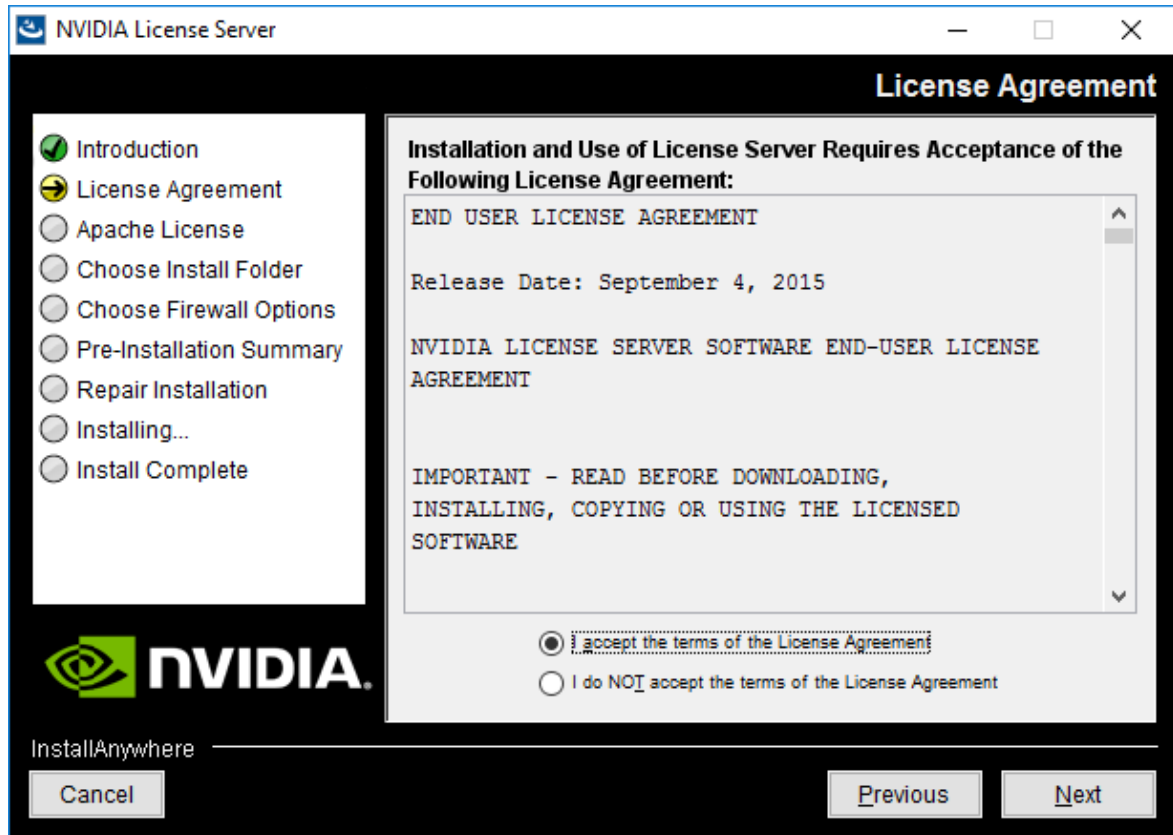 NVIDIA License Server
License Agreement
Introduction
License Agreement
Apache License
Choose Install Folder
Choose Firewall Options
Pre-Installation Summary
Repair Installation
Installing...
Install Complete
Installation and Use of License Server Requires Acceptance of the
Following License Agreement:
END USER LICENSE AGREEMENT
Release Date: September 4, 2015
NVIDIA LICENSE SERVER SOFTWARE END-USER LICENSE
AGREEMENT
IMPORTANT - READ BEFORE DOWNLOADING,
INSTALLING, COPYING OR USING THE LICENSED
SOFTWARE
I accept the terms of the License Agreement
I do NOT accept the terms of the License Agreement
NVIDIA.
InstallAnywhere
Cancel
Previous
Next